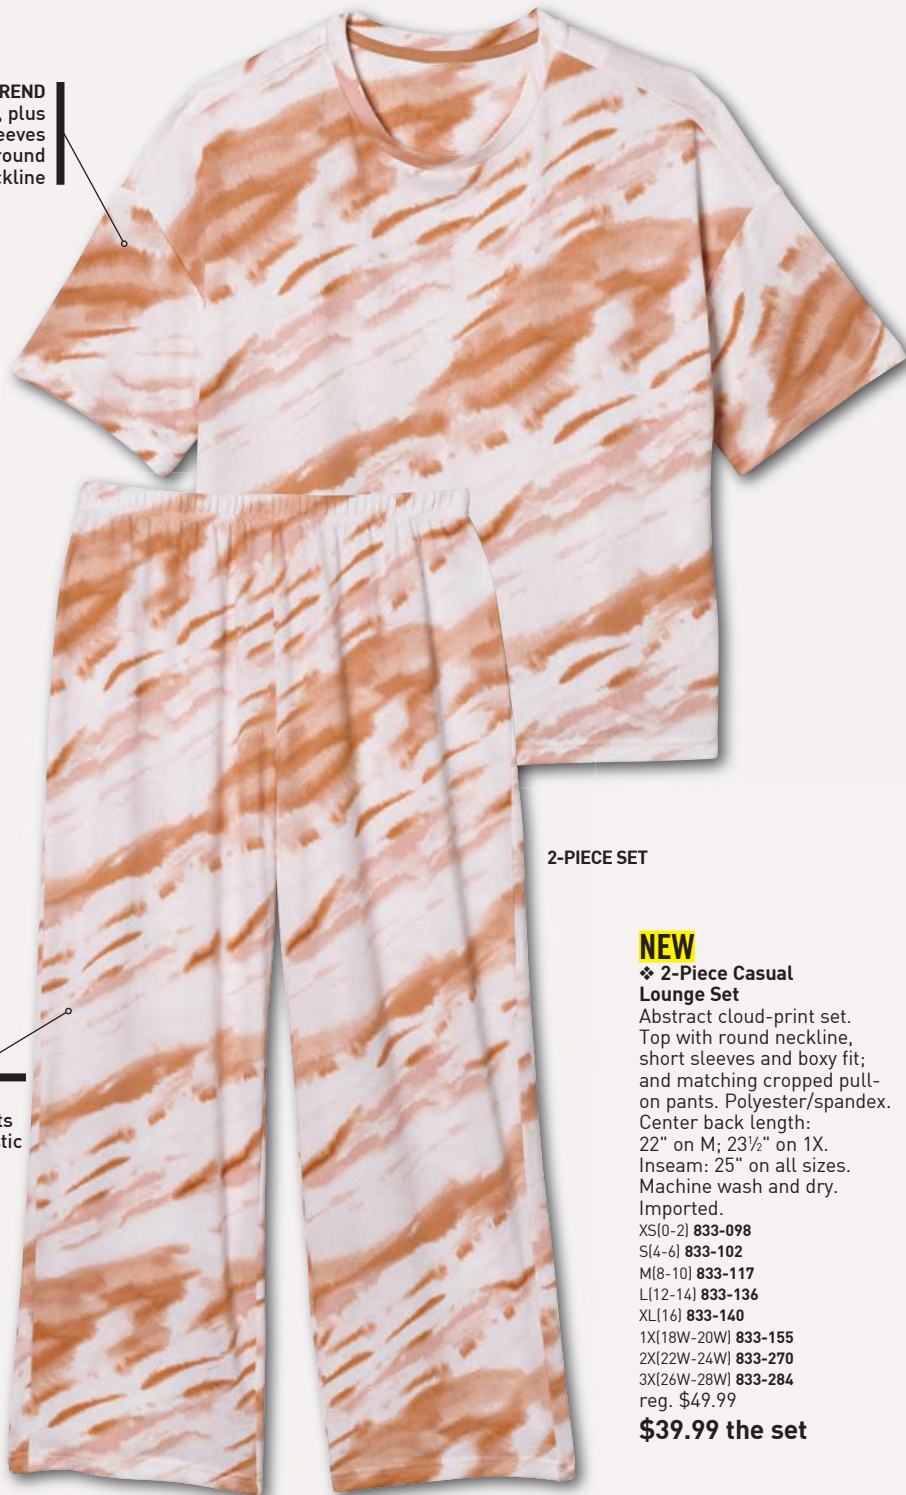 REND
, plus
eeves
round
ckline
2-PIECE SET
NEW
❖ 2-Piece Casual
Lounge Set
Abstract cloud-print set.
Top with round neckline,
short sleeves and boxy fit;
and matching cropped pull-
on pants. Polyester/spandex.
Center back length:
22" on M; 23½" on 1X.
Inseam: 25" on all sizes.
Machine wash and dry.
Imported.
XS(0-2) 833-098
S(4-6) 833-102
M(8-10) 833-117
L(12-14) 833-136
XL(16) 833-140
1X(18W-20W) 833-155
2X(22W-24W) 833-270
3X(26W-28W) 833-284
reg. $49.99
$39.99 the set
ts
tic